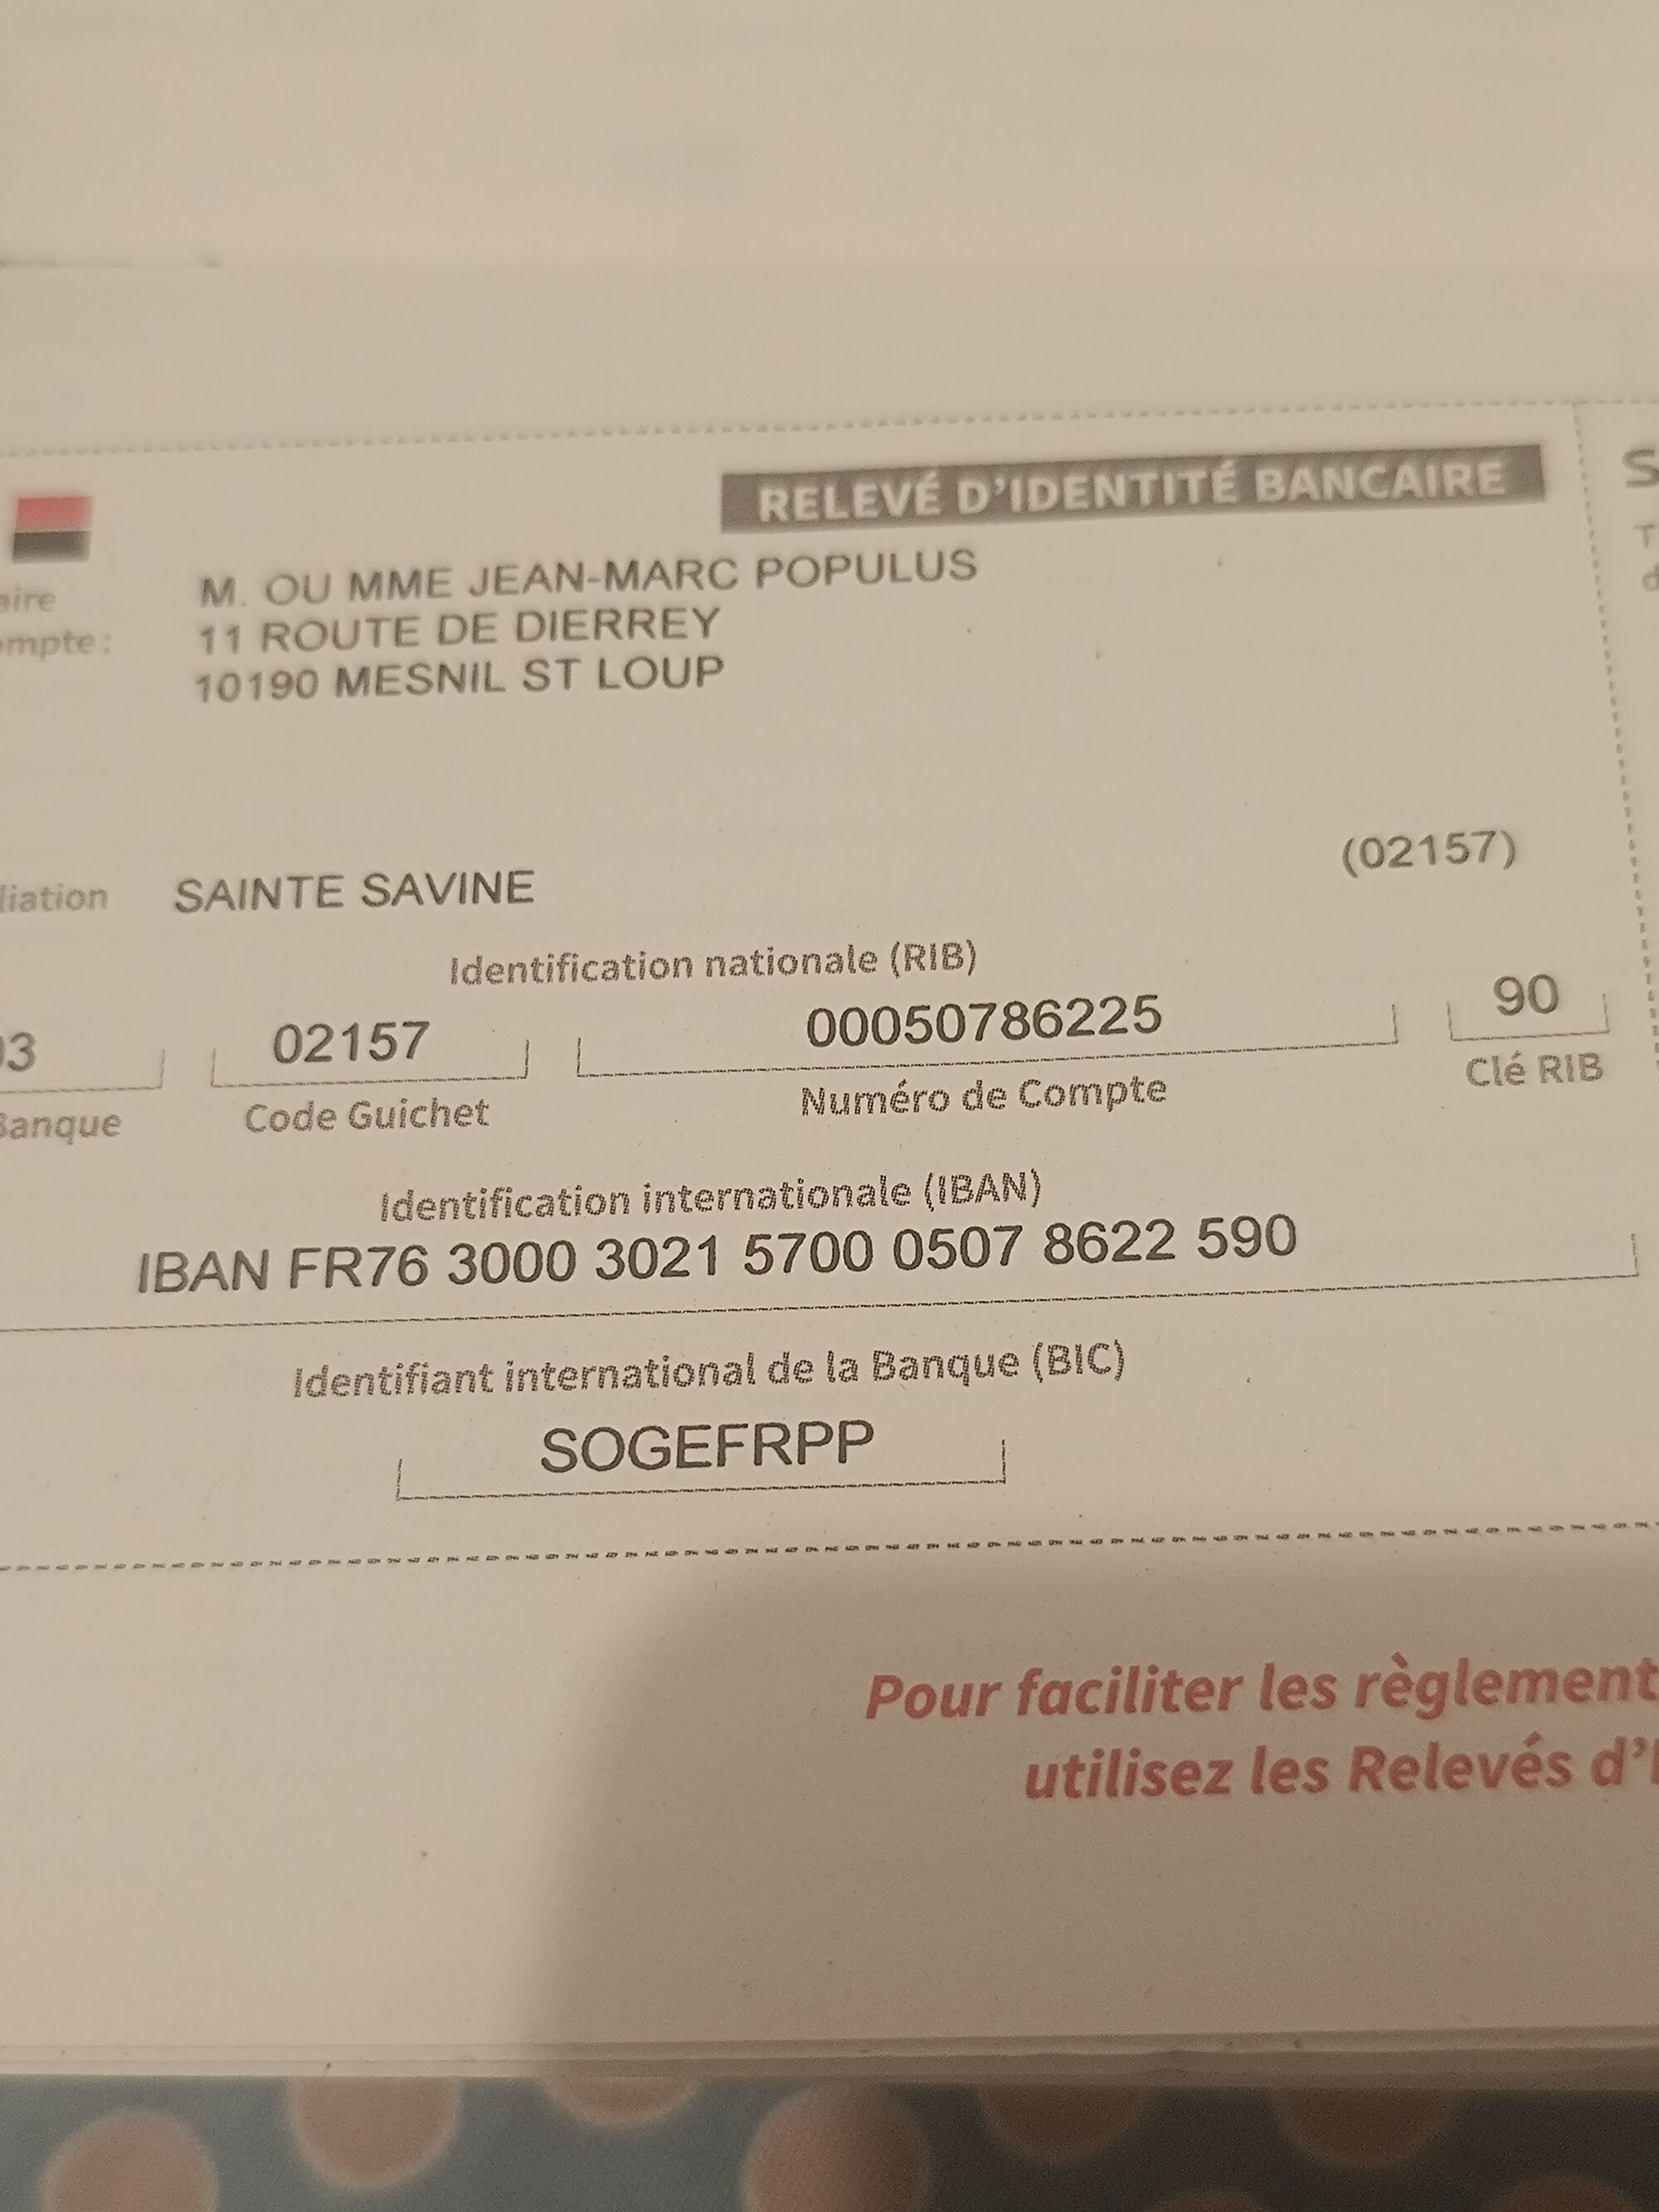 RELEVÉ D'IDENTITÉ BANCAIRE
S
aire
ompte:
M. OU MME JEAN-MARC POPULUS
11 ROUTE DE DIERREY
10190 MESNIL ST LOUP
T
d
liation SAINTE SAVINE (02157)
Identification nationale (RIB)
03 02157 00050786225 90
Banque Code Guichet Numéro de Compte Clé RIB
Identification internationale (IBAN)
IBAN FR76 3000 3021 5700 0507 8622 590
Identifiant international de la Banque (BIC)
SOGEFRPP
Pour faciliter les règlement
utilisez les Relevés d'I